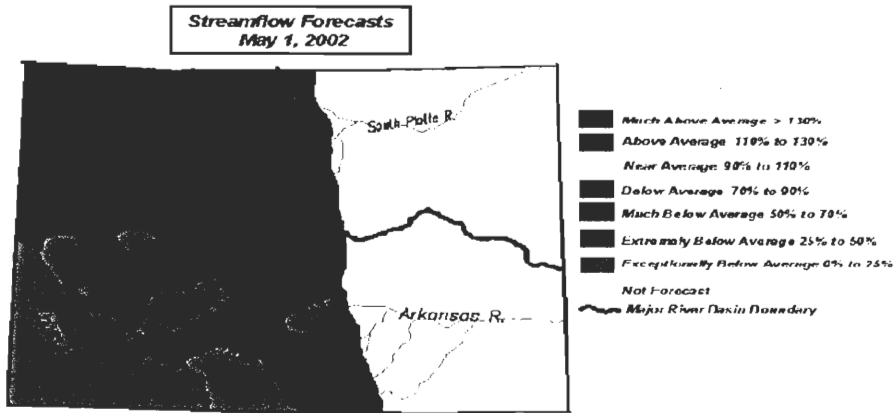 Streamflow Forecasts
May 1, 2002
South Platte R.
Arkansas R.
Much Above Average > 130%
Above Average 110% to 130%
Near Average 90% to 110%
Below Average 70% to 90%
Much Below Average 50% to 70%
Extremely Below Average 25% to 50%
Exceptionally Below Average 0% to 25%
Not Forecast
Major River Basin Boundary